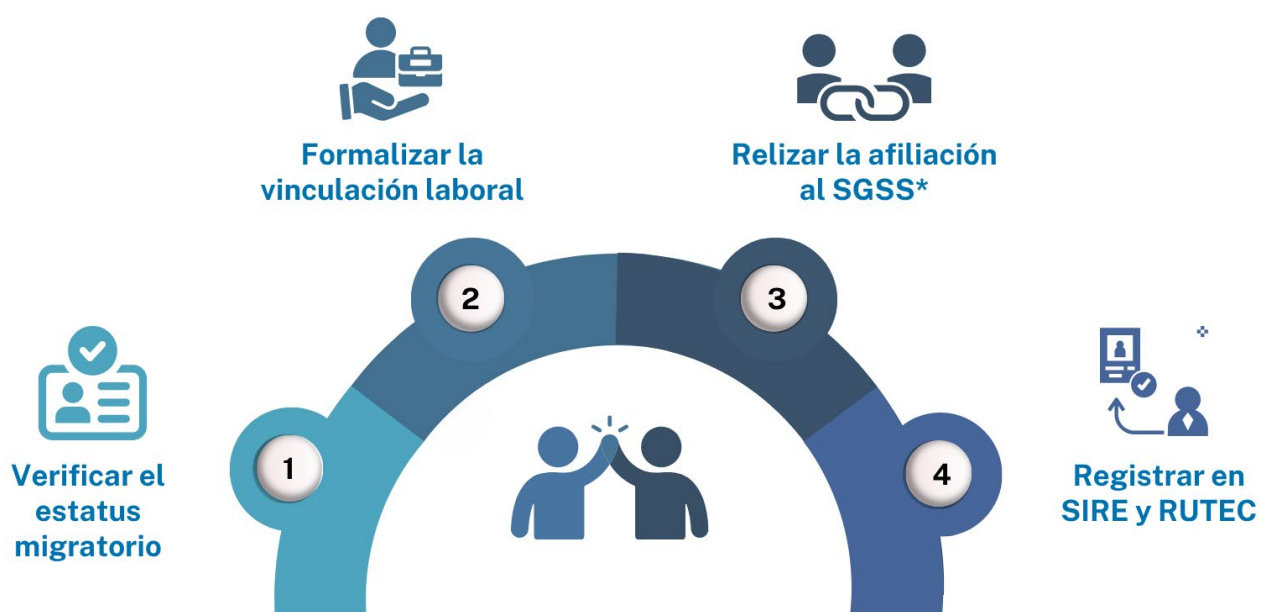 1
Verificar el
estatus
migratorio
2
Formalizar la
vinculación laboral
3
Relizar la afiliación
al SGSS*
4
Registrar en
SIRE y RUTEC